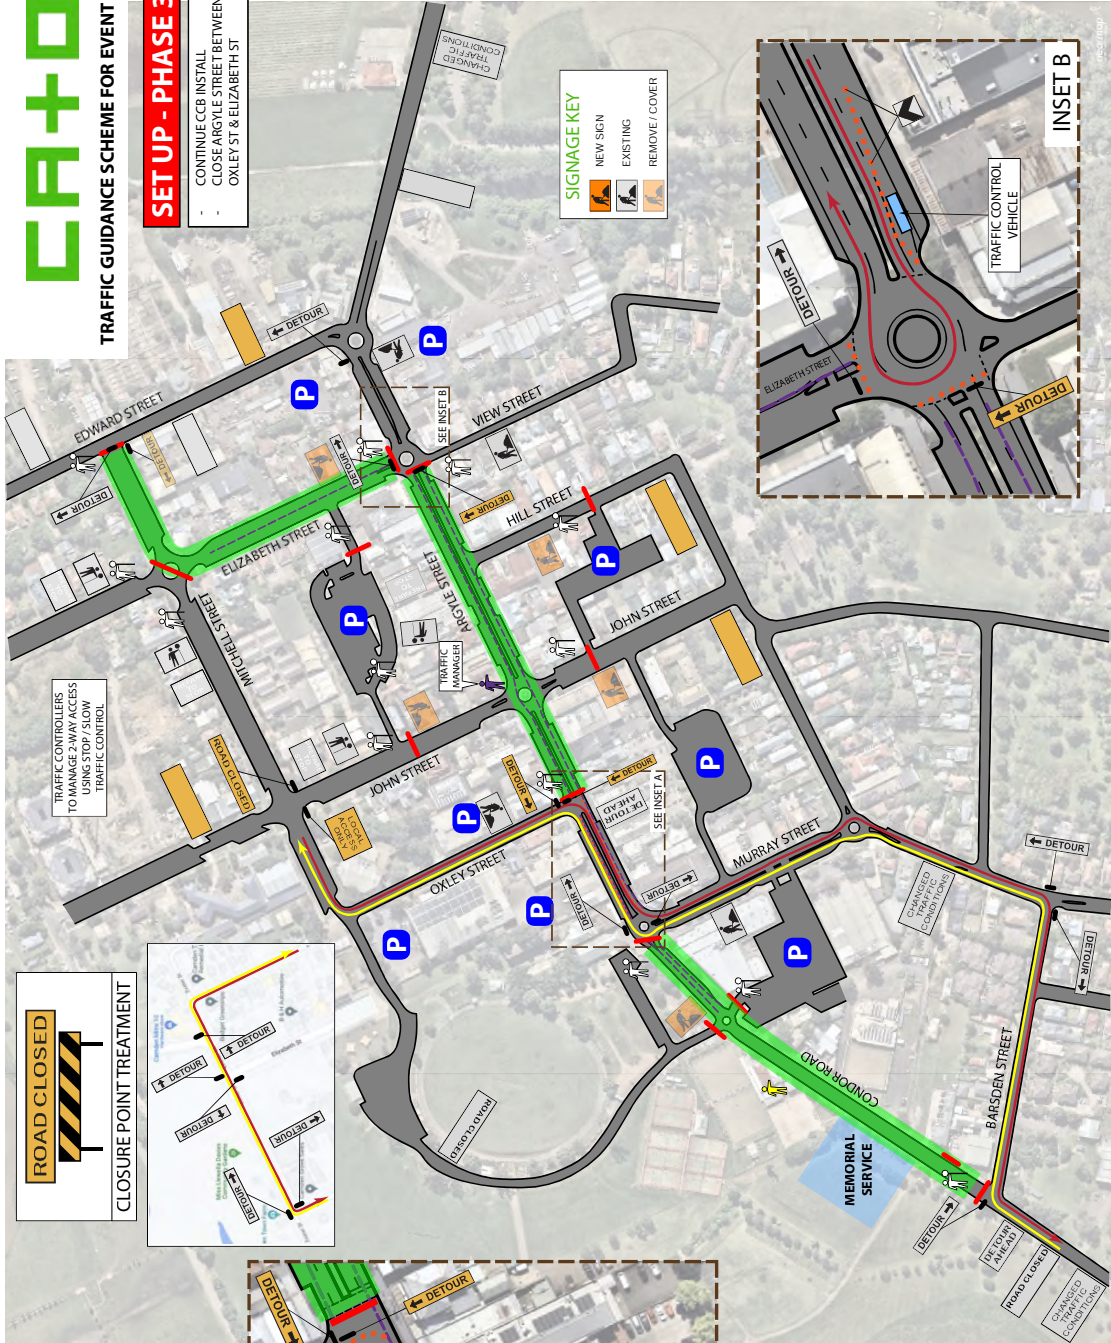 CA+D
TRAFFIC GUIDANCE SCHEME FOR EVENT
SET UP - PHASE 3
- CONTINUE CCB INSTALL
- CLOSE ARGYLE STREET BETWEEN
OXLEY ST & ELIZABETH ST
CHANGED
TRAFFIC
CONDITIONS
SIGNAGE KEY
NEW SIGN
EXISTING
REMOVE / COVER
INSET B
DETOUR
ELIZABETH STREET
TRAFFIC CONTROL
VEHICLE
DETOUR
EDWARD STREET
DETOUR
P
P
DETOUR
DETOUR
SEE INSET B
VIEW STREET
DETOUR
DETOUR
ELIZABETH STREET
HILL STREET
P
ARGYLE STREET
P
MITCHELL STREET
JOHN STREET
TRAFFIC
MANAGER
TRAFFIC CONTROLLERS
TO MANAGE 2-WAY ACCESS
USING STOP / SLOW
TRAFFIC CONTROL
ROAD CLOSED
JOHN STREET
LOCAL
ACCESS
ONLY
DETOUR
DETOUR
DETOUR
AHEAD
SEE INSET A
P
P
OXLEY STREET
MURRAY STREET
P
DETOUR
DETOUR
P
P
CHANGED
TRAFFIC
CONDITIONS
DETOUR
DETOUR
ROAD CLOSED
CLOSURE POINT TREATMENT
DETOUR
DETOUR
DETOUR
DETOUR
DETOUR
Elizabeth St
ROAD CLOSED
CONDOR ROAD
BARSDEN STREET
MEMORIAL
SERVICE
DETOUR
DETOUR
AHEAD
ROAD CLOSED
CHANGED
TRAFFIC
CONDITIONS
DETOUR
DETOUR